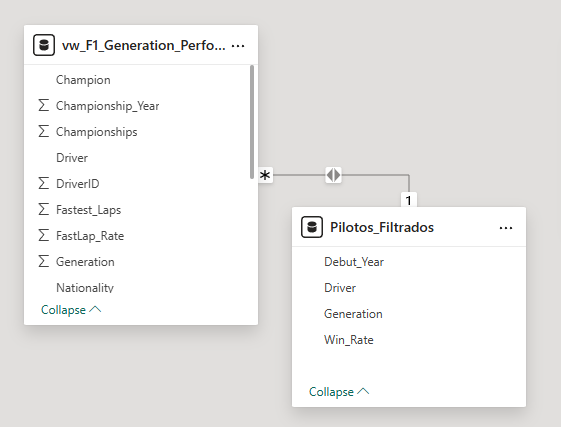 vw_F1_Generation_Perfo... ...
Champion
Σ Championship_Year
Σ Championships
Driver
Σ DriverID
Σ Fastest_Laps
Σ FastLap_Rate
Σ Generation
Nationality
Collapse
* 1
Pilotos_Filtrados ...
Debut_Year
Driver
Generation
Win_Rate
Collapse